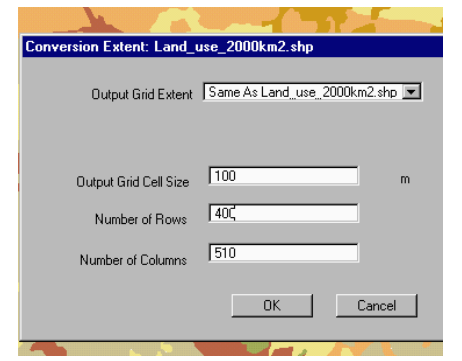 Conversion Extent: Land_use_2000km2.shp
Output Grid Extent Same As Land_use_2000km2.shp
Output Grid Cell Size 100 m
Number of Rows 400
Number of Columns 510
OK Cancel